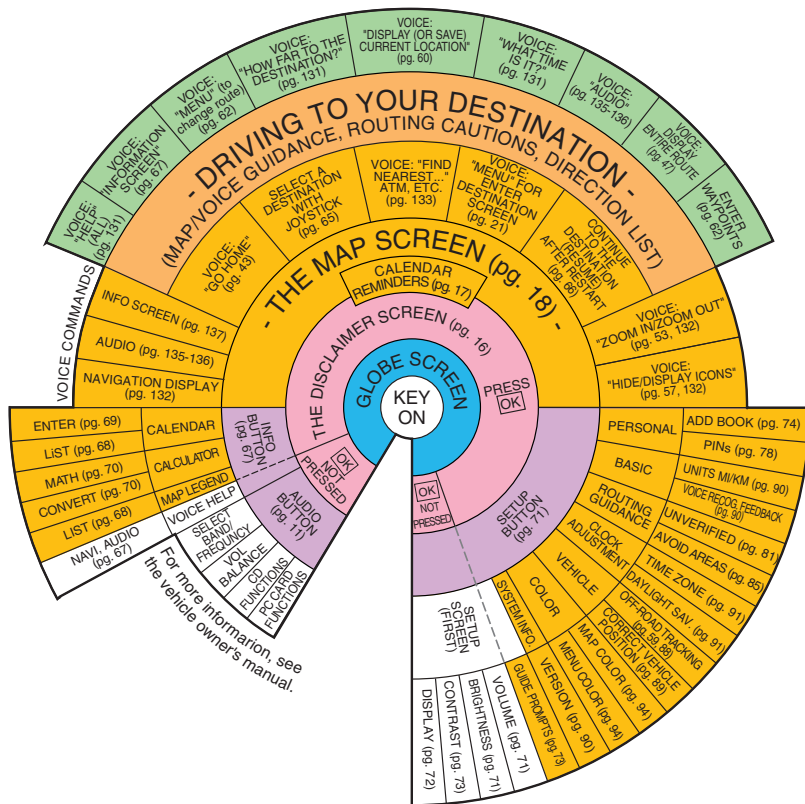 VOICE:
"HELP"
(ALL)
(pg. 131)
VOICE:
"INFORMATION
SCREEN"
(pg. 67)
VOICE:
"MENU" (to
change route)
(pg. 62)
VOICE:
"HOW FAR TO THE
DESTINATION?"
(pg. 131)
VOICE:
"DISPLAY (OR SAVE)
CURRENT LOCATION"
(pg. 60)
VOICE:
"WHAT TIME
IS IT?"
(pg. 131)
VOICE:
"AUDIO"
(pg. 135-136)
VOICE:
DISPLAY
ENTIRE ROUTE
(pg. 47)
ENTER
WAYPOINTS
(pg. 62)
- DRIVING TO YOUR DESTINATION -
(MAP/VOICE GUIDANCE, ROUTING CAUTIONS, DIRECTION LIST)
VOICE:
"GO HOME"
(pg. 43)
SELECT A
DESTINATION
WITH
JOYSTICK
(pg. 65)
VOICE: "FIND
NEAREST..."
ATM, ETC.
(pg. 133)
VOICE:
"MENU" FOR
ENTER
DESTINATION
SCREEN
(pg. 21)
CONTINUE
TO THE
DESTINATION
(RESUME)
AFTER RESTART
(pg. 66)
- THE MAP SCREEN (pg. 18) -
CALENDAR
REMINDERS (pg. 17)
VOICE COMMANDS
INFO SCREEN (pg. 137)
AUDIO (pg. 135-136)
NAVIGATION DISPLAY
(pg. 132)
VOICE:
"ZOOM IN/ZOOM OUT"
(pg. 53, 132)
VOICE:
"HIDE/DISPLAY ICONS"
(pg. 57, 132)
THE DISCLAIMER SCREEN (pg. 16)
PRESS
OK
GLOBE SCREEN
KEY
ON
OK
NOT
PRESSED
OK
NOT
PRESSED
INFO
BUTTON
(pg. 67)
AUDIO
BUTTON
(pg. 11)
CALENDAR
CALCULATOR
MAP LEGEND
VOICE HELP
ENTER (pg. 69)
LiST (pg. 68)
MATH (pg. 70)
CONVERT (pg. 70)
LIST (pg. 68)
NAVI, AUDIO
(pg. 67)
SELECT
BAND/
FREQUNCY
VOL
BALANCE
CD
FUNCTIONS
PC CARD
FUNCTIONS
For more informarion, see
the vehicle owner's manual.
SETUP
BUTTON
(pg. 71)
PERSONAL
BASIC
ROUTING
GUIDANCE
CLOCK
ADJUSTMENT
VEHICLE
COLOR
SYSTEM INFO.
SETUP
SCREEN
(FIRST)
ADD BOOK (pg. 74)
PINs (pg. 78)
UNITS MI/KM (pg. 90)
VOICE RECOG. FEEDBACK
(pg. 90)
UNVERIFIED (pg. 81)
AVOID AREAS (pg. 85)
TIME ZONE (pg. 91)
DAYLIGHT SAV. (pg. 91)
OFF-ROAD TRACKING
(pg. 59, 88)
CORRECT VEHICLE
POSITION (pg. 89)
MAP COLOR (pg. 94)
MENU COLOR (pg. 94)
VERSION (pg. 90)
GUIDE. PROMPTS (pg. 73)
VOLUME (pg. 71)
BRIGHTNESS (pg. 71)
CONTRAST (pg. 73)
DISPLAY (pg. 72)